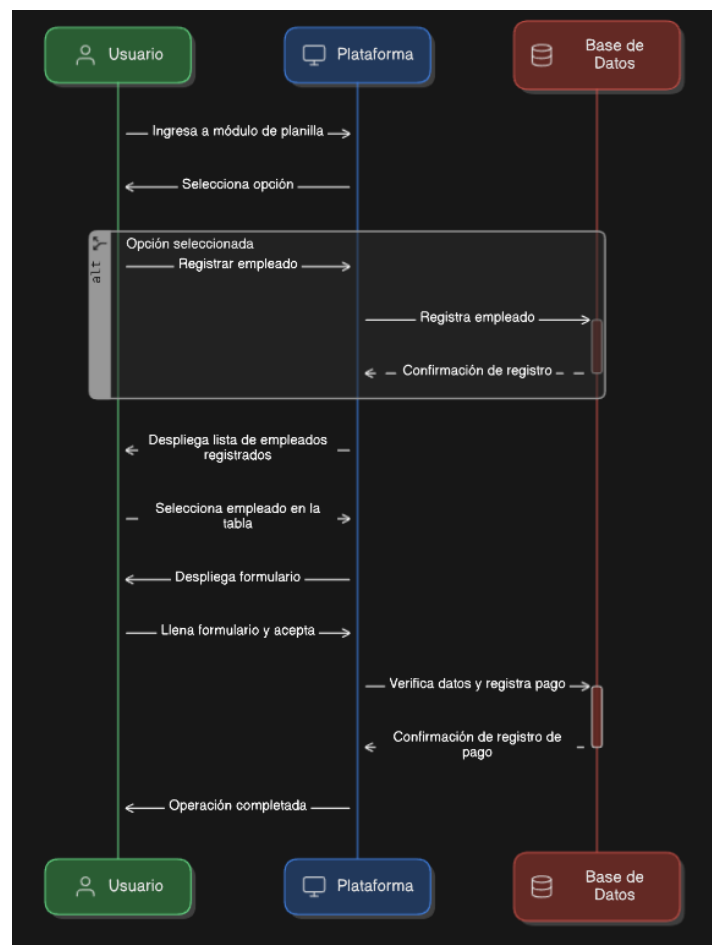 Usuario
Plataforma
Base de
Datos
Ingresa a módulo de planilla
Selecciona opción
alt
Opción seleccionada
Registrar empleado
Registra empleado
Confirmación de registro
Despliega lista de empleados
registrados
Selecciona empleado en la
tabla
Despliega formulario
Llena formulario y acepta
Verifica datos y registra pago
Confirmación de registro de
pago
Operación completada
Usuario
Plataforma
Base de
Datos